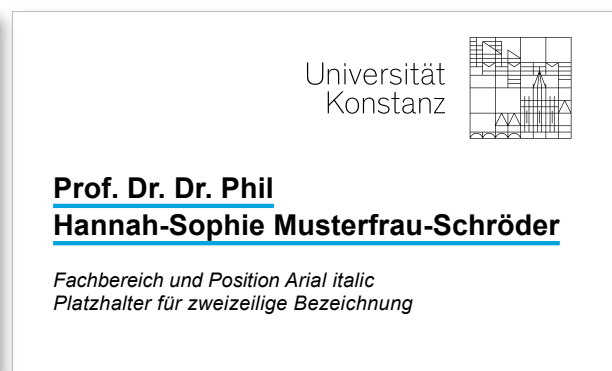 Universität
Konstanz
Prof. Dr. Dr. Phil
Hannah-Sophie Musterfrau-Schröder
Fachbereich und Position Arial italic
Platzhalter für zweizeilige Bezeichnung